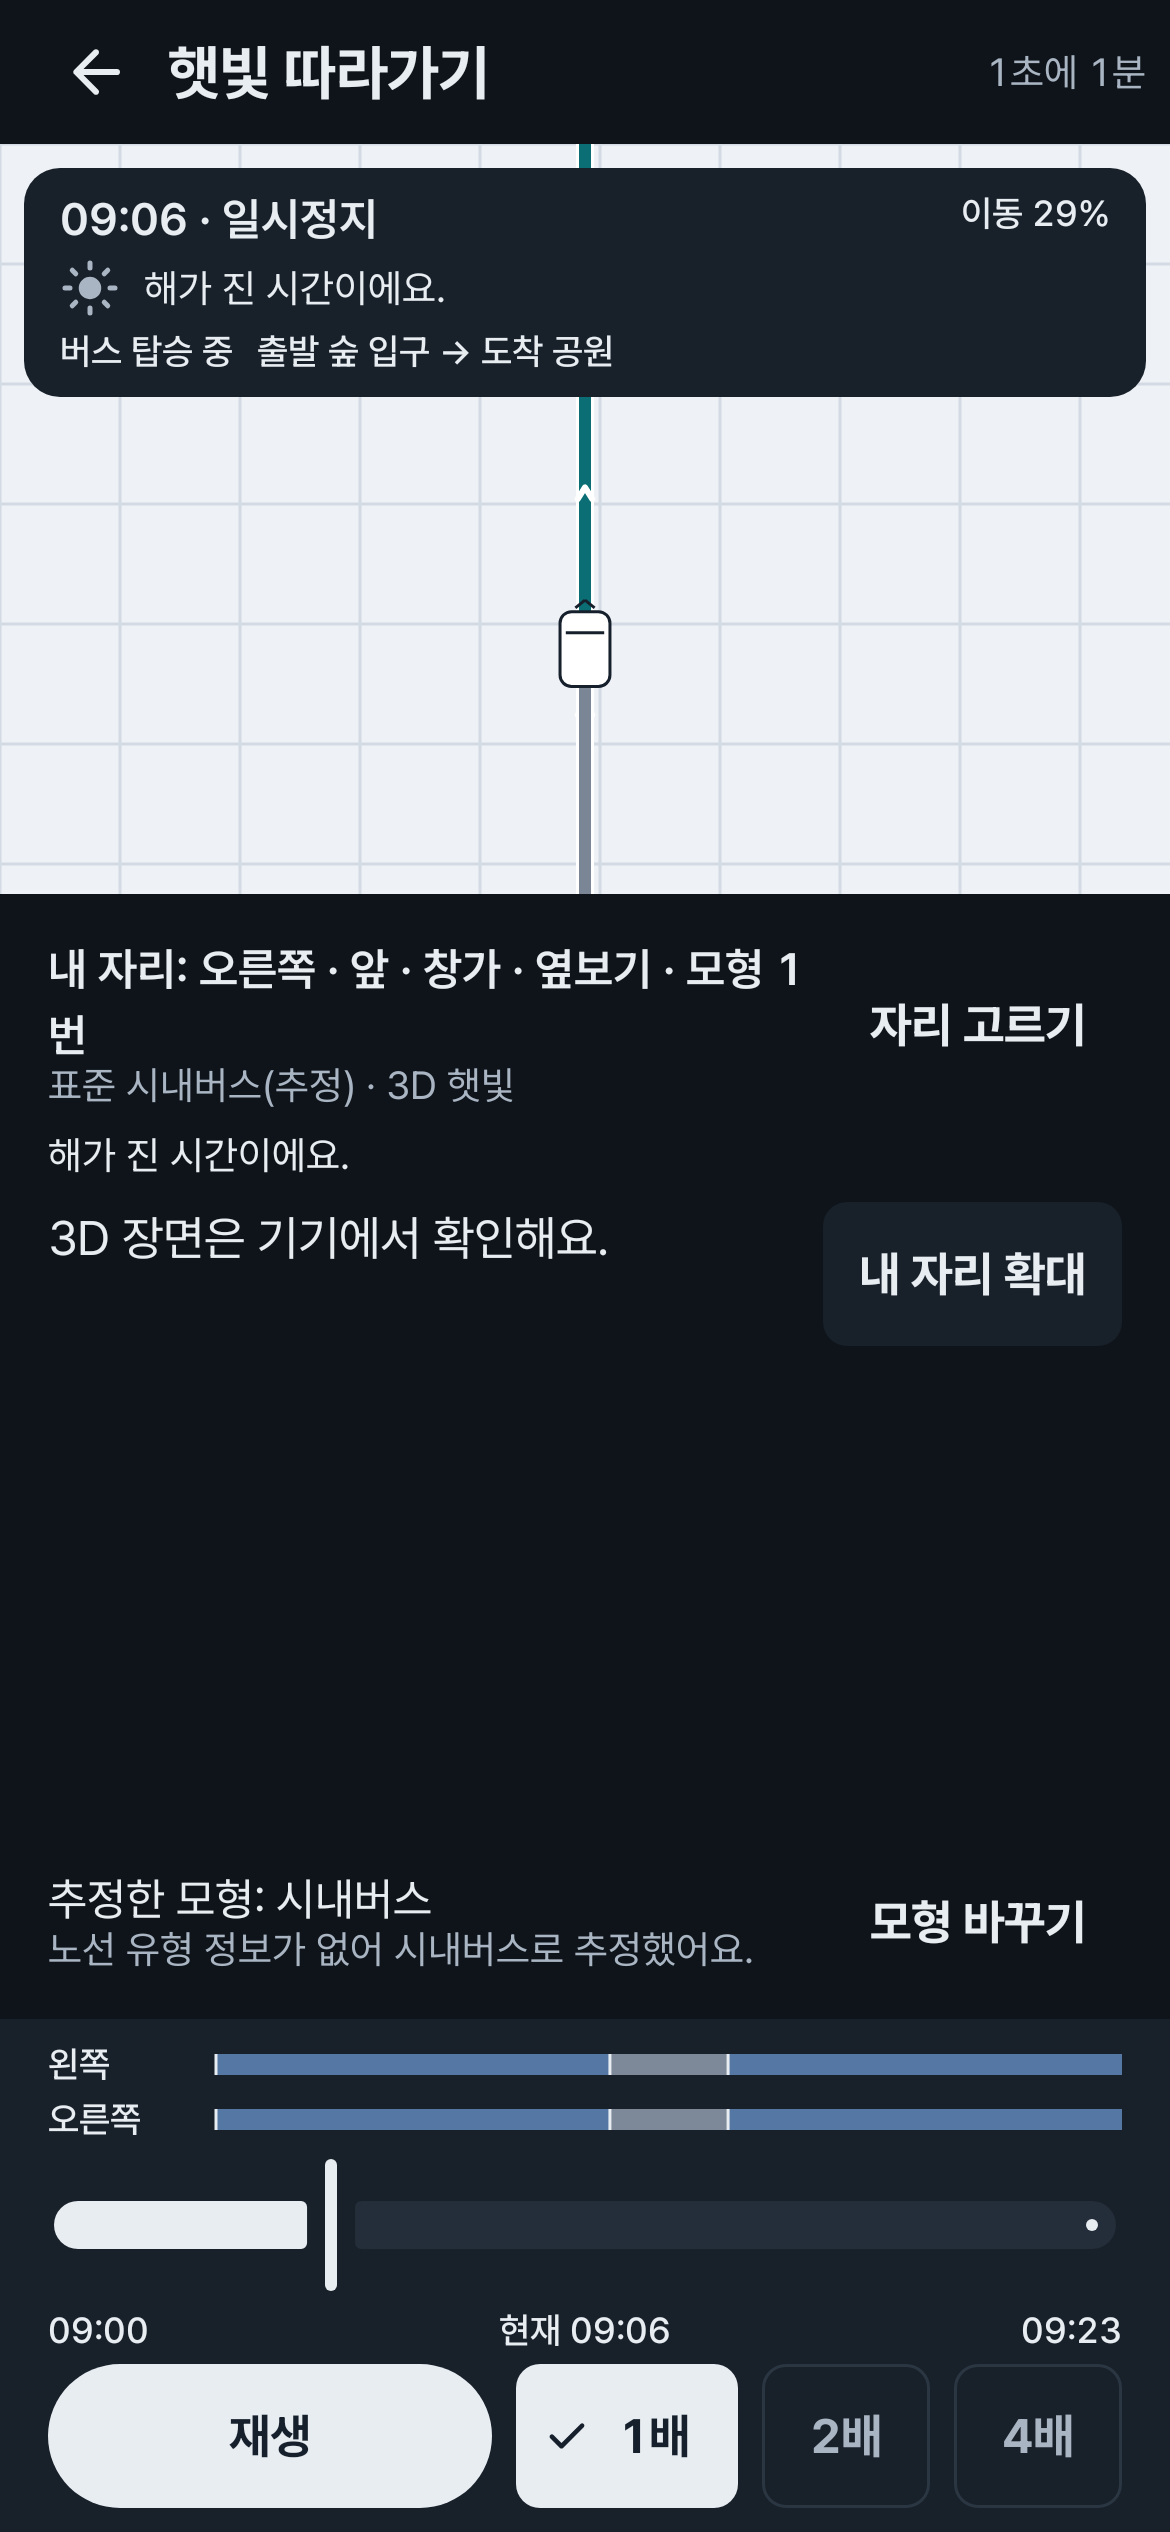 햇빛 따라가기
1초에 1분
09:06 · 일시정지
이동 29%
해가 진 시간이에요.
버스 탑승 중 출발 숲 입구 → 도착 공원
내 자리: 오른쪽 · 앞 · 창가 · 옆보기 · 모형 1
번
자리 고르기
표준 시내버스(추정) · 3D 햇빛
해가 진 시간이에요.
3D 장면은 기기에서 확인해요.
내 자리 확대
추정한 모형: 시내버스
노선 유형 정보가 없어 시내버스로 추정했어요.
모형 바꾸기
왼쪽
오른쪽
09:00
현재 09:06
09:23
재생
1배
2배
4배